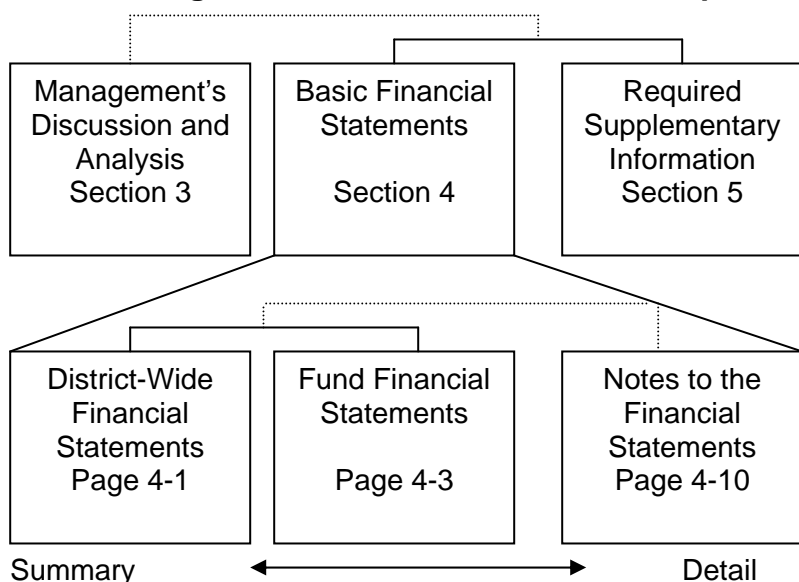 Management's
Discussion and
Analysis
Section 3
Basic Financial
Statements
Section 4
Required
Supplementary
Information
Section 5
District-Wide
Financial
Statements
Page 4-1
Fund Financial
Statements
Page 4-3
Notes to the
Financial
Statements
Page 4-10
Summary
Detail